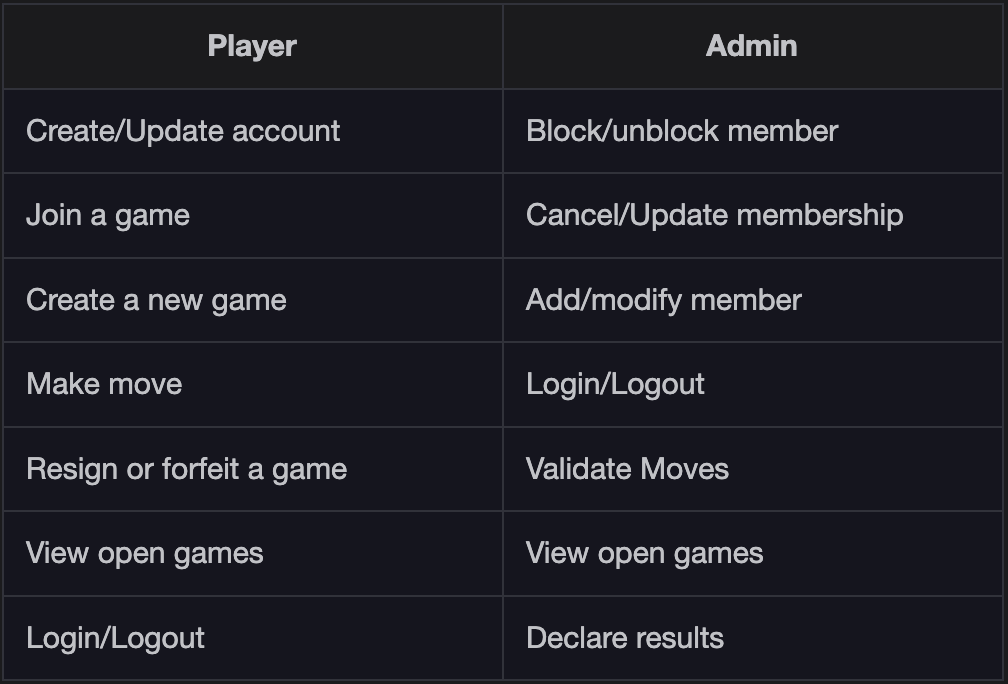 Player Admin
Create/Update account Block/unblock member
Join a game Cancel/Update membership
Create a new game Add/modify member
Make move Login/Logout
Resign or forfeit a game Validate Moves
View open games View open games
Login/Logout Declare results